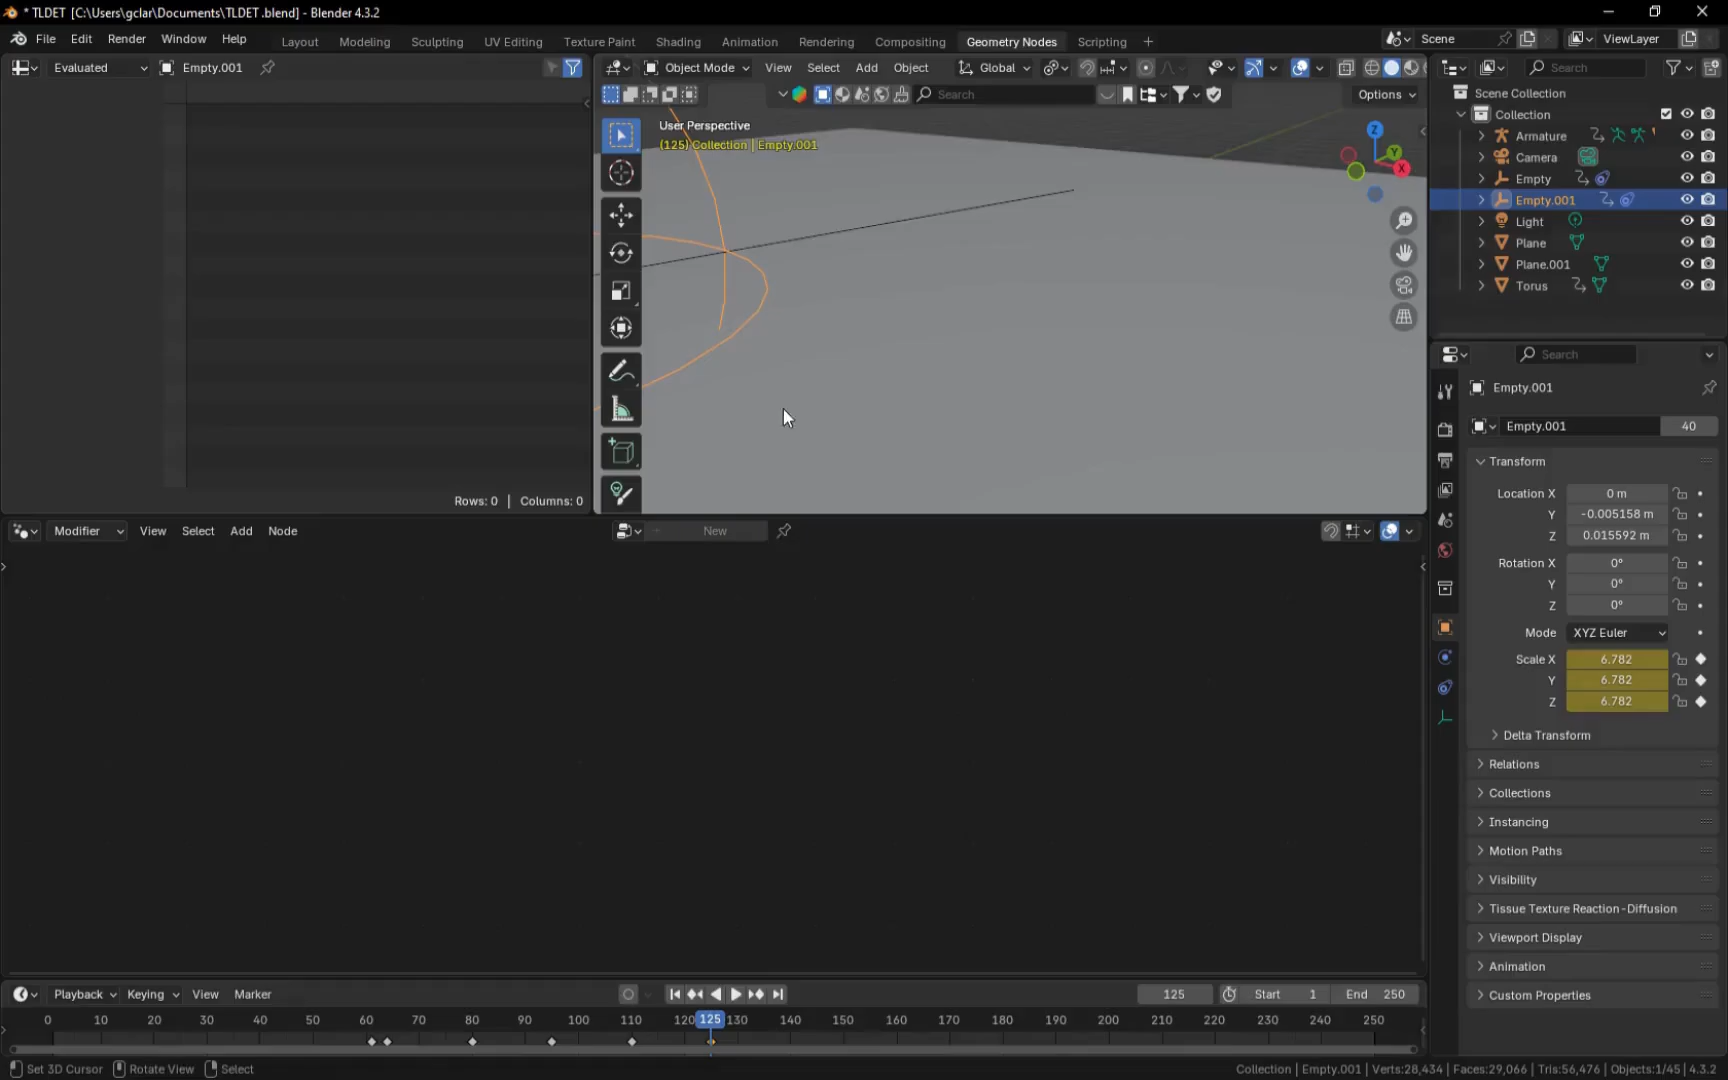 * TLDET  [C:\Users\gclar\Documents\TLDET .blend] - Blender 4.3.2
File Edit Render Window Help Layout Modeling Sculpting UV Editing Texture Paint Shading Animation Rendering Compositing Geometry Nodes Scripting + Scene ViewLayer
Evaluated Empty.001
Object Mode View Select Add Object Global Search
Search Options
User Perspective
(125) Collection | Empty.001
Z
Y
X
Rows: 0 | Columns: 0
Scene Collection
Collection
Armature
Camera
Empty
Empty.001
Light
Plane
Plane.001
Torus
Search
Empty.001
Empty.001 40
Transform
Location X 0 m
Y -0.005158 m
Z 0.015592 m
Rotation X 0°
Y 0°
Z 0°
Mode XYZ Euler
Scale X 6.782
Y 6.782
Z 6.782
Delta Transform
Relations
Collections
Instancing
Motion Paths
Visibility
Tissue Texture Reaction-Diffusion
Viewport Display
Animation
Custom Properties
Modifier View Select Add Node New
Playback Keying View Marker 125 Start 1 End 250
0 10 20 30 40 50 60 70 80 90 100 110 120 125 130 140 150 160 170 180 190 200 210 220 230 240 250
Set 3D Cursor Rotate View Select Collection | Empty.001 | Verts:28,434 | Faces:29,066 | Tris:56,476 | Objects:1/45 | 4.3.2